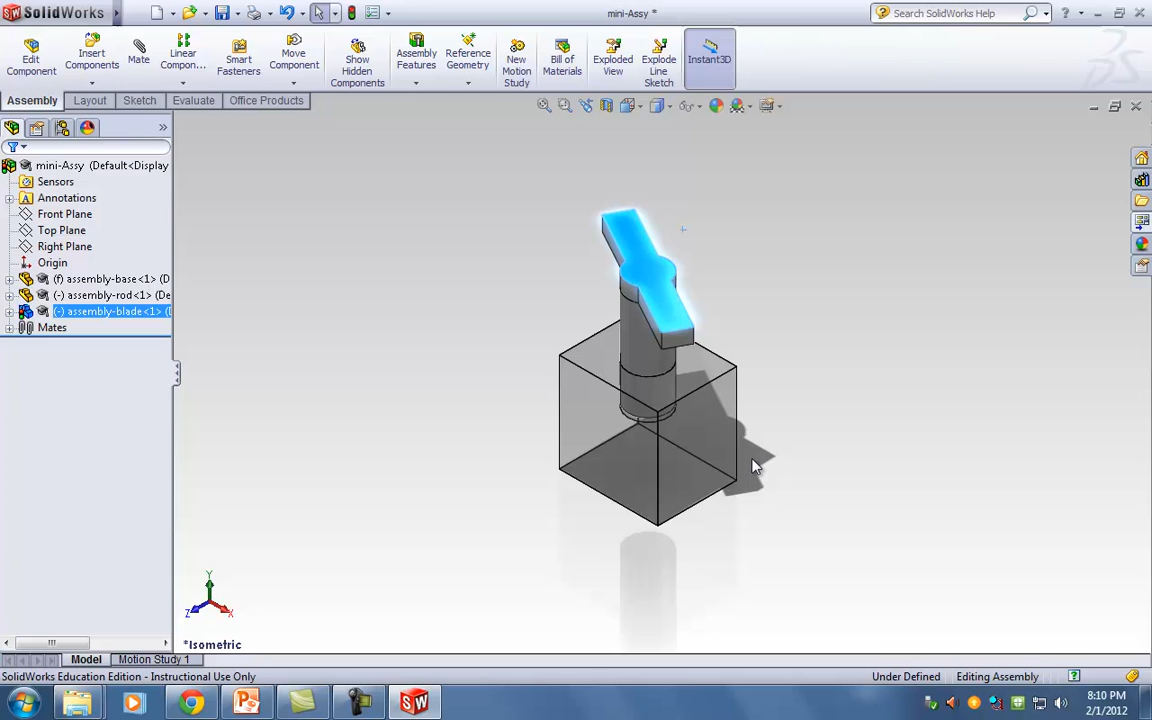 SolidWorks
mini-Assy *
Search SolidWorks Help
Edit Component
Insert Components
Mate
Linear Compon...
Smart Fasteners
Move Component
Show Hidden Components
Assembly Features
Reference Geometry
New Motion Study
Bill of Materials
Exploded View
Explode Line Sketch
Instant3D
Assembly
Layout
Sketch
Evaluate
Office Products
mini-Assy (Default<Display
Sensors
Annotations
Front Plane
Top Plane
Right Plane
Origin
(f) assembly-base<1> (D
(-) assembly-rod<1> (De
(-) assembly-blade<1> (
Mates
Y
Z
X
*Isometric
Model
Motion Study 1
SolidWorks Education Edition - Instructional Use Only
Under Defined
Editing Assembly
8:10 PM
2/1/2012